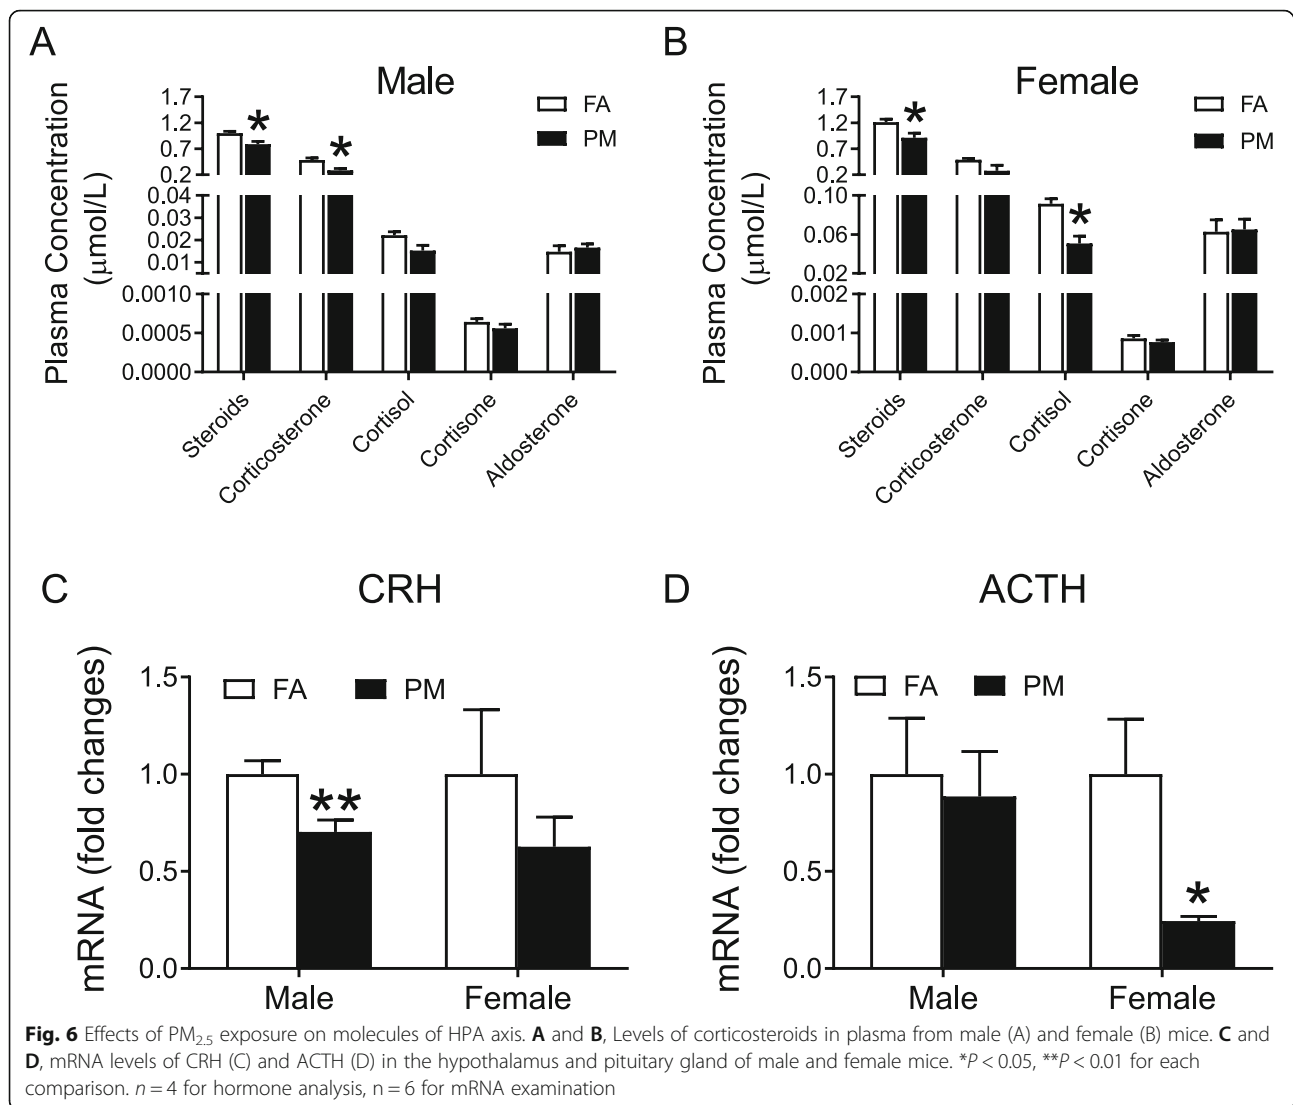 A
Male
FA
PM
Plasma Concentration
(μmol/L)
1.7
1.2
0.7
0.2
0.04
0.03
0.02
0.01
0.0010
0.0005
0.0000
*
*
Steroids
Corticosterone
Cortisol
Cortisone
Aldosterone
B
Female
FA
PM
Plasma Concentration
(μmol/L)
1.7
1.2
0.7
0.2
0.10
0.06
0.02
0.002
0.001
0.000
*
*
Steroids
Corticosterone
Cortisol
Cortisone
Aldosterone
C
CRH
mRNA (fold changes)
1.5
1.0
0.5
0.0
FA
PM
**
Male
Female
D
ACTH
mRNA (fold changes)
1.5
1.0
0.5
0.0
FA
PM
*
Male
Female
Fig. 6 Effects of PM2.5 exposure on molecules of HPA axis. A and B, Levels of corticosteroids in plasma from male (A) and female (B) mice. C and
D, mRNA levels of CRH (C) and ACTH (D) in the hypothalamus and pituitary gland of male and female mice. *P < 0.05, **P < 0.01 for each
comparison. n = 4 for hormone analysis, n = 6 for mRNA examination